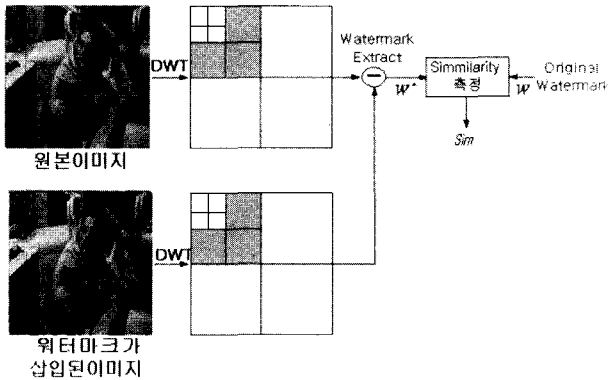 DWT
원본이미지
Watermark
Extract
W*
Simmilarity
측정
W
Original
Watermark
Sim
DWT
워터마크가
삽입된이미지